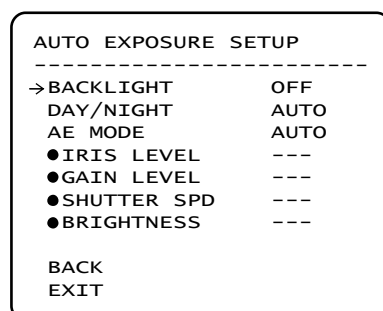 AUTO EXPOSURE SETUP
------------------------
→BACKLIGHT OFF
DAY/NIGHT AUTO
AE MODE AUTO
●IRIS LEVEL ---
●GAIN LEVEL ---
●SHUTTER SPD ---
●BRIGHTNESS ---
BACK
EXIT